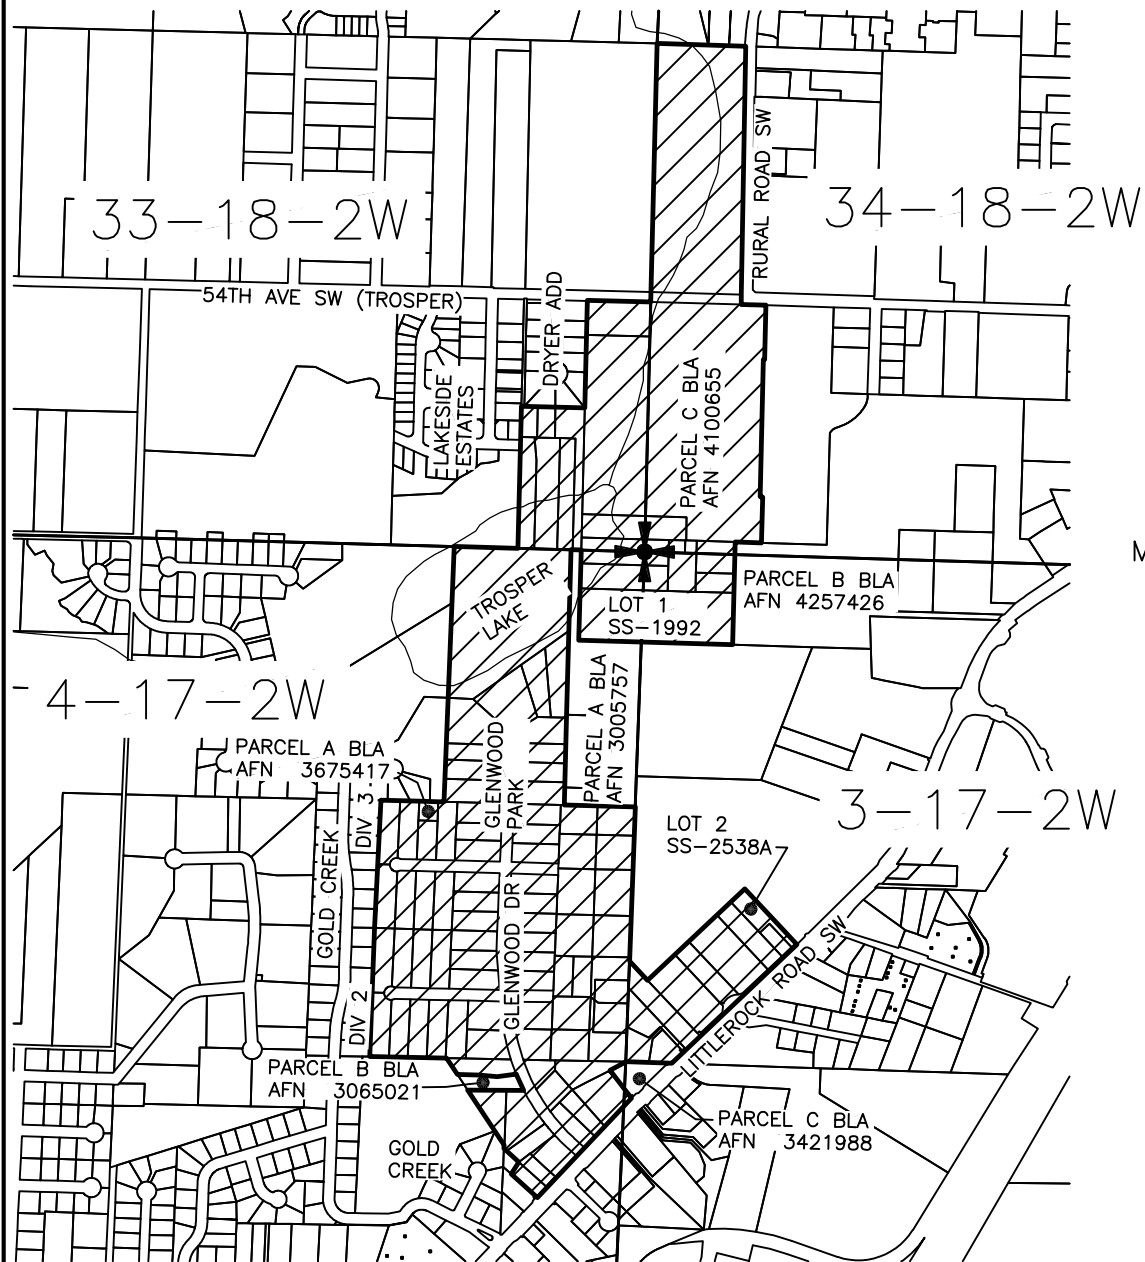 33-18-2W
34-18-2W
RURAL ROAD SW
54TH AVE SW (TROSPER)
DRYER ADD
LAKESIDE
ESTATES
PARCEL C BLA
AFN 4100655
M
TROSPER
LAKE
LOT 1
SS-1992
PARCEL B BLA
AFN 4257426
4-17-2W
PARCEL A BLA
AFN 3005757
PARCEL A BLA
AFN 3675417
GLENWOOD
PARK
3-17-2W
LOT 2
SS-2538A
GOLD CREEK
DIV 3
DIV 2
GLENWOOD DR
LITTLEROCK ROAD SW
PARCEL B BLA
AFN 3065021
PARCEL C BLA
AFN 3421988
GOLD
CREEK